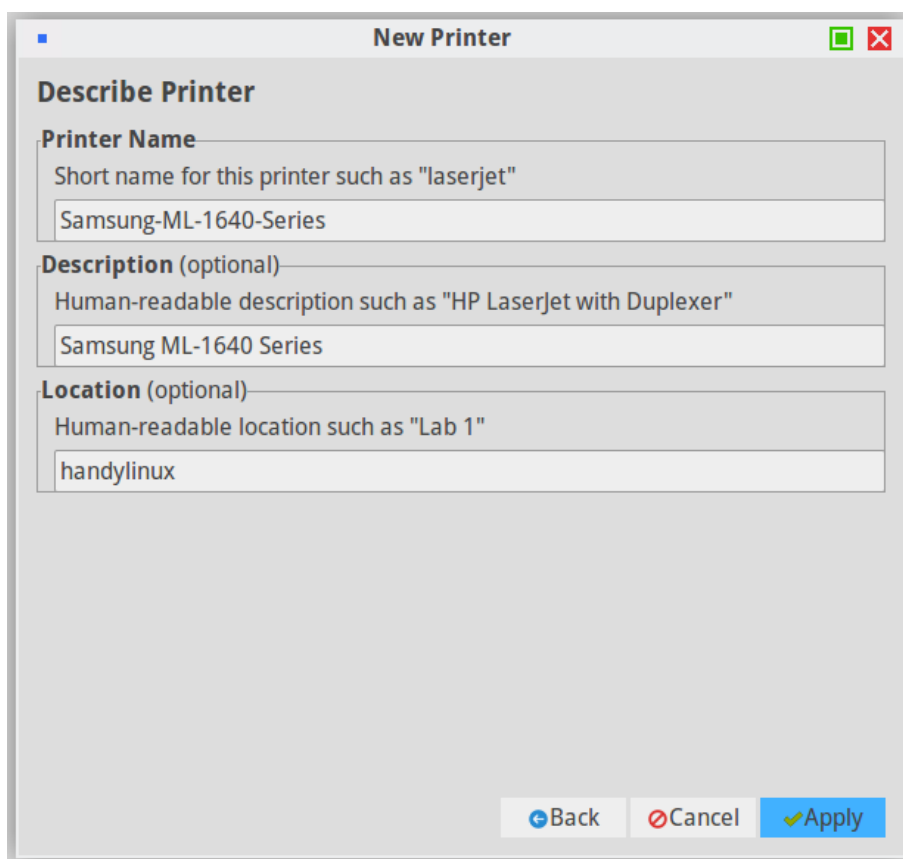 New Printer
Describe Printer
Printer Name
Short name for this printer such as "laserjet"
Samsung-ML-1640-Series
Description (optional)
Human-readable description such as "HP LaserJet with Duplexer"
Samsung ML-1640 Series
Location (optional)
Human-readable location such as "Lab 1"
handylinux
Back Cancel Apply